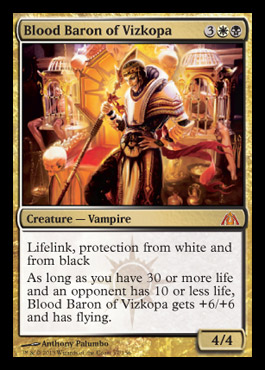 Blood Baron of Vizkopa 3
Creature — Vampire
Lifelink, protection from white and
from black
As long as you have 30 or more life
and an opponent has 10 or less life,
Blood Baron of Vizkopa gets +6/+6
and has flying.
Anthony Palumbo
4/4